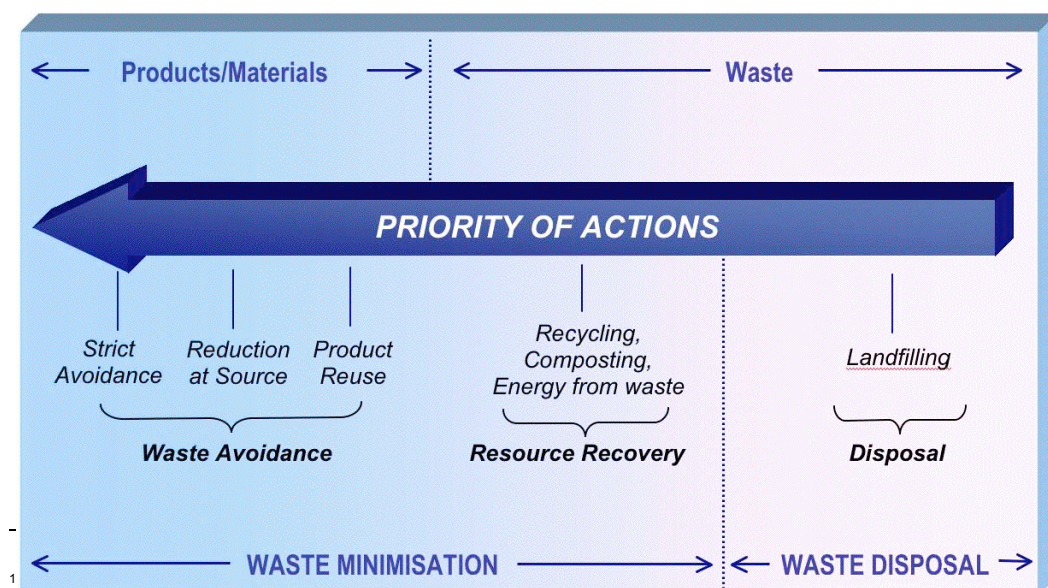 Products/Materials
Waste
PRIORITY OF ACTIONS
Strict
Avoidance
Reduction
at Source
Product
Reuse
Recycling,
Composting,
Energy from waste
Landfilling
Waste Avoidance
Resource Recovery
Disposal
WASTE MINIMISATION
WASTE DISPOSAL
1